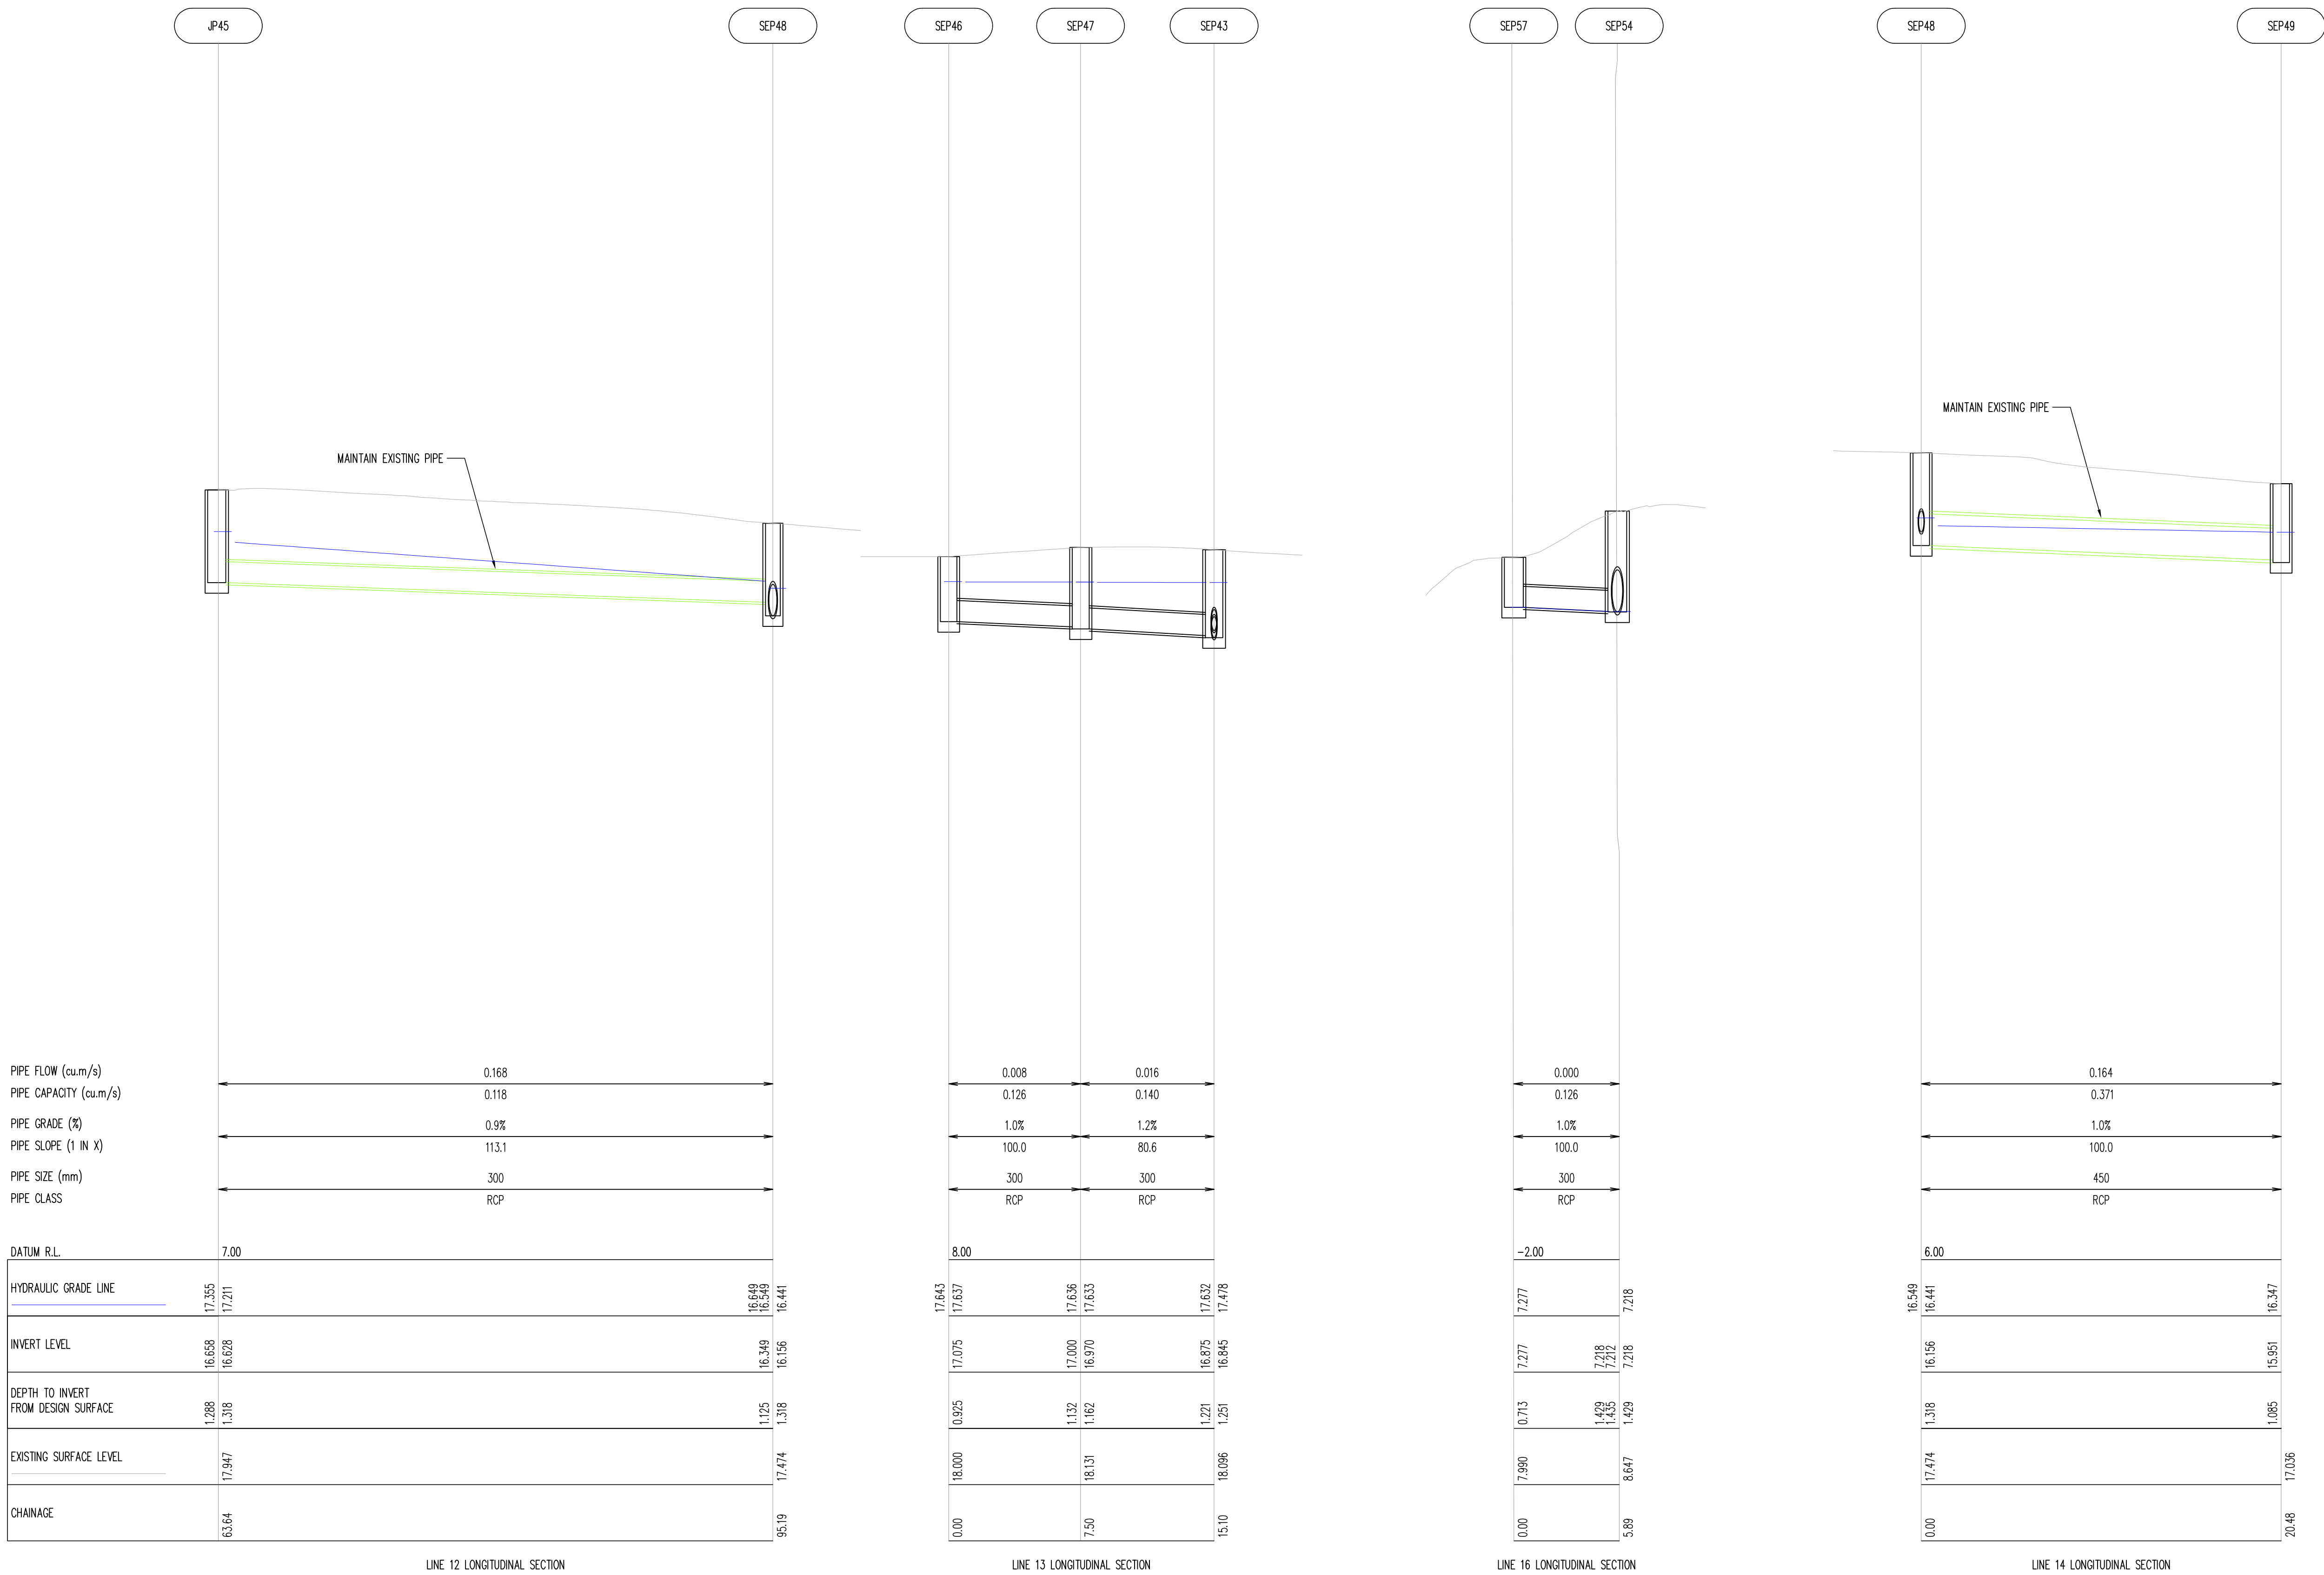 JP45
SEP48
SEP46
SEP47
SEP43
SEP57
SEP54
SEP48
SEP49
MAINTAIN EXISTING PIPE
MAINTAIN EXISTING PIPE
PIPE FLOW (cu.m/s)
0.168
0.008
0.016
0.000
0.164
PIPE CAPACITY (cu.m/s)
0.118
0.126
0.140
0.126
0.371
PIPE GRADE (%)
0.9%
1.0%
1.2%
1.0%
1.0%
PIPE SLOPE (1 IN X)
113.1
100.0
80.6
100.0
100.0
PIPE SIZE (mm)
300
300
300
300
450
PIPE CLASS
RCP
RCP
RCP
RCP
RCP
DATUM R.L.
7.00
8.00
-2.00
6.00
HYDRAULIC GRADE LINE
17.355
17.211
16.649
16.549
16.441
17.643
17.637
17.636
17.633
17.632
17.478
7.277
7.218
16.549
16.441
16.347
INVERT LEVEL
16.658
16.628
16.349
16.156
17.075
17.000
16.970
16.875
16.845
7.277
7.218
7.212
7.218
16.156
15.951
DEPTH TO INVERT
FROM DESIGN SURFACE
1.288
1.318
1.125
1.318
0.925
1.132
1.162
1.221
1.251
0.713
1.429
1.435
1.429
1.318
1.085
EXISTING SURFACE LEVEL
17.947
17.474
18.000
18.131
18.096
7.990
8.647
17.474
17.036
CHAINAGE
63.64
95.19
0.00
7.50
15.10
0.00
5.89
0.00
20.48
LINE 12 LONGITUDINAL SECTION
LINE 13 LONGITUDINAL SECTION
LINE 16 LONGITUDINAL SECTION
LINE 14 LONGITUDINAL SECTION